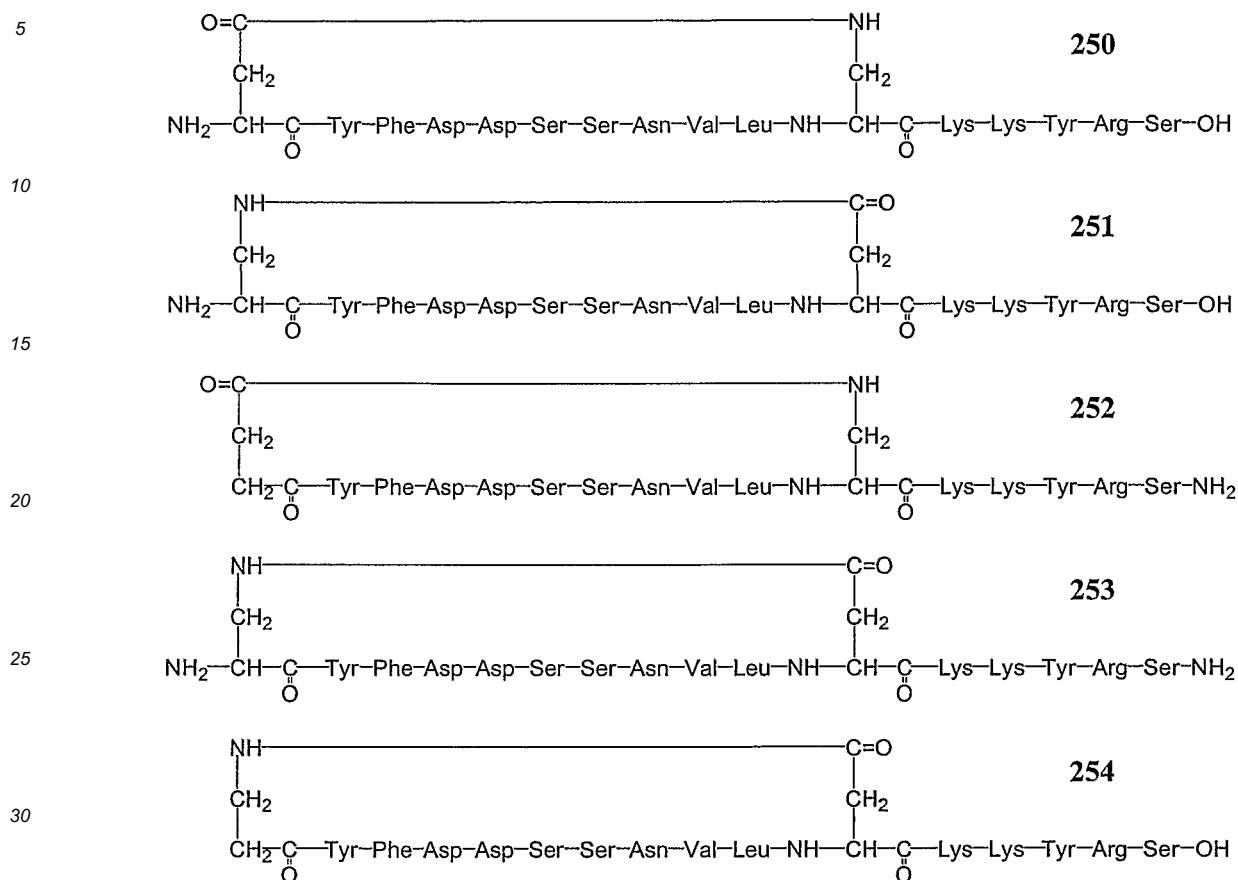 5
O=C NH
250
CH2 CH2
NH2-CH-C-Tyr-Phe-Asp-Asp-Ser-Ser-Asn-Val-Leu-NH-CH-C-Lys-Lys-Tyr-Arg-Ser-OH
O O
10
NH C=O
251
CH2 CH2
NH2-CH-C-Tyr-Phe-Asp-Asp-Ser-Ser-Asn-Val-Leu-NH-CH-C-Lys-Lys-Tyr-Arg-Ser-OH
O O
15
O=C NH
252
CH2 CH2
CH2-C-Tyr-Phe-Asp-Asp-Ser-Ser-Asn-Val-Leu-NH-CH-C-Lys-Lys-Tyr-Arg-Ser-NH2
20
O O
NH C=O
253
CH2 CH2
25
NH2-CH-C-Tyr-Phe-Asp-Asp-Ser-Ser-Asn-Val-Leu-NH-CH-C-Lys-Lys-Tyr-Arg-Ser-NH2
O O
NH C=O
254
CH2 CH2
30
CH2-C-Tyr-Phe-Asp-Asp-Ser-Ser-Asn-Val-Leu-NH-CH-C-Lys-Lys-Tyr-Arg-Ser-OH
O O